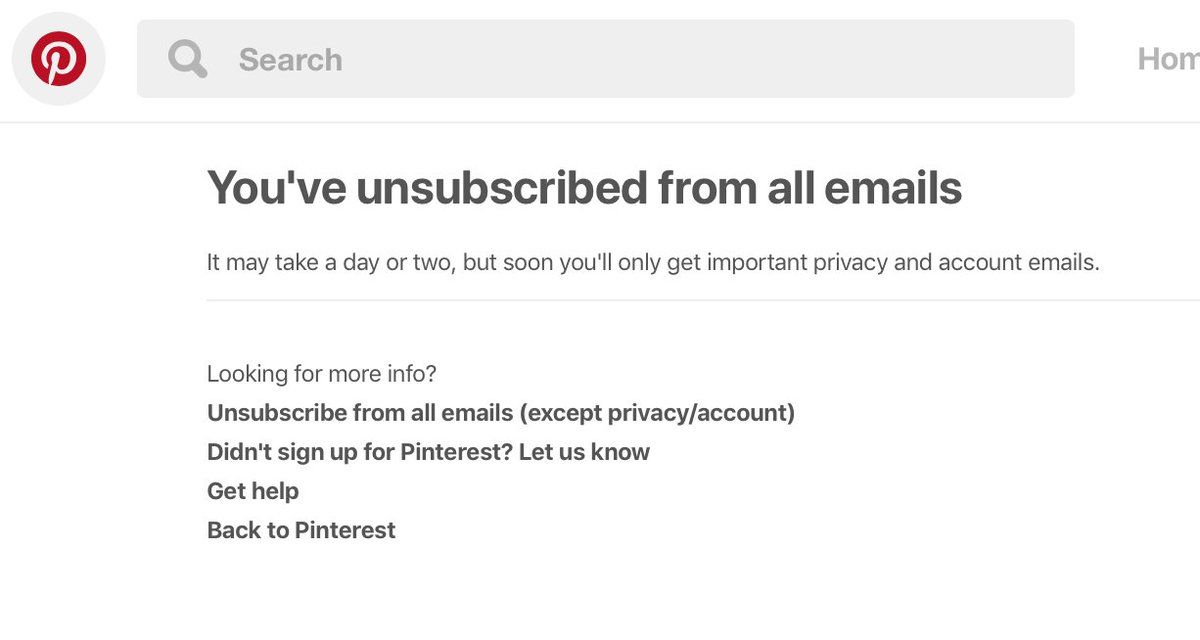 Search
You've unsubscribed from all emails
It may take a day or two, but soon you'll only get important privacy and account emails.
Looking for more info?
Unsubscribe from all emails (except privacy/account)
Didn't sign up for Pinterest? Let us know
Get help
Back to Pinterest